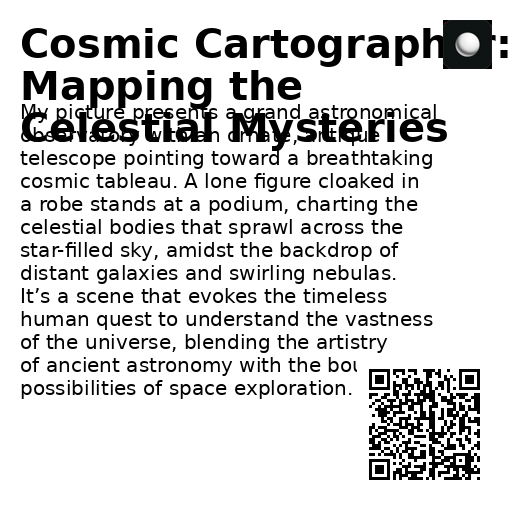 Cosmic Cartographer:
Mapping the
Celestial Mysteries
My picture presents a grand astronomical
observatory with an ornate, antique
telescope pointing toward a breathtaking
cosmic tableau. A lone figure cloaked in
a robe stands at a podium, charting the
celestial bodies that sprawl across the
star-filled sky, amidst the backdrop of
distant galaxies and swirling nebulas.
It’s a scene that evokes the timeless
human quest to understand the vastness
of the universe, blending the artistry
of ancient astronomy with the
possibilities of space exploration.